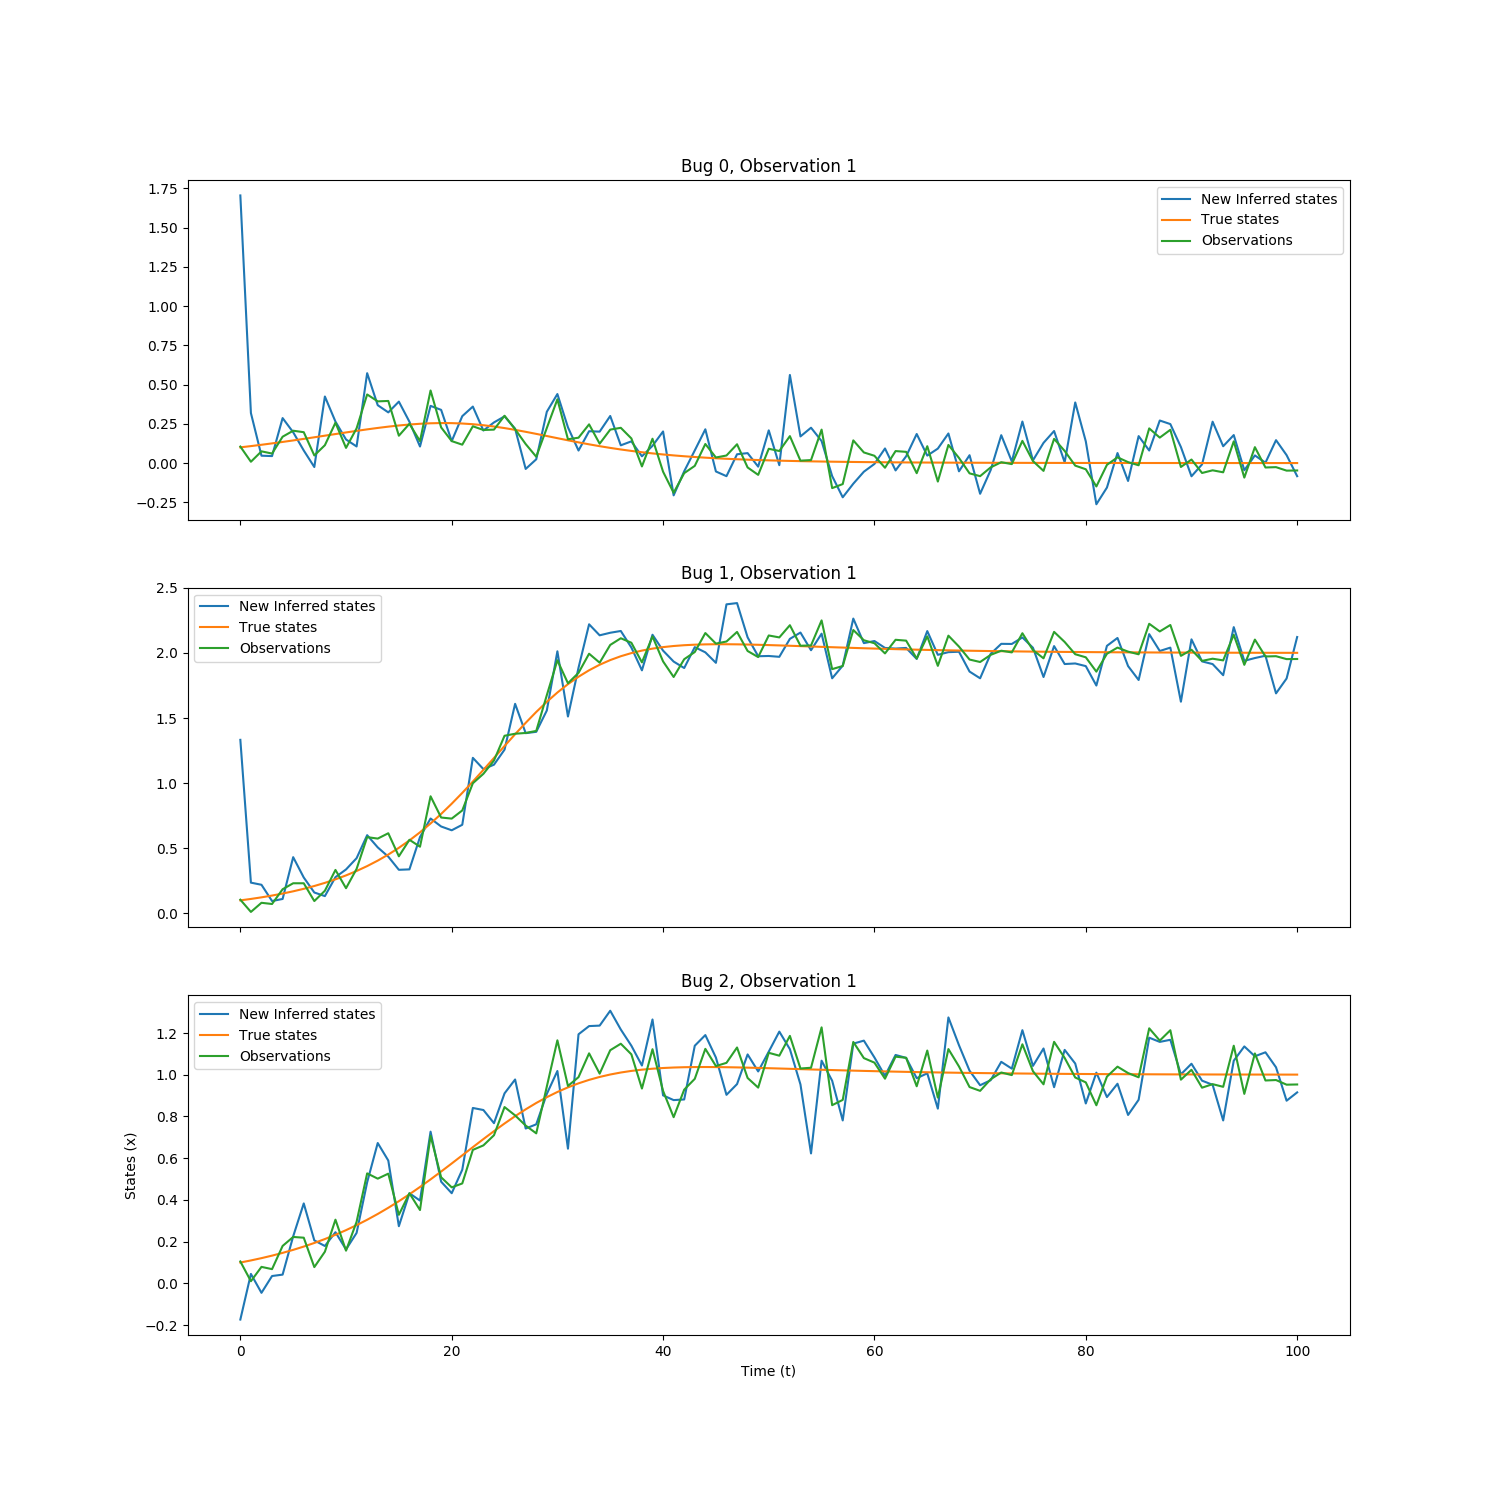 Bug 0, Observation 1
1.75
1.50
1.25
1.00
0.75
0.50
0.25
0.00
−0.25
New Inferred states
True states
Observations
Bug 1, Observation 1
2.5
2.0
1.5
1.0
0.5
0.0
New Inferred states
True states
Observations
Bug 2, Observation 1
1.2
1.0
0.8
0.6
0.4
0.2
0.0
−0.2
New Inferred states
True states
Observations
States (x)
0 20 40 60 80 100
Time (t)